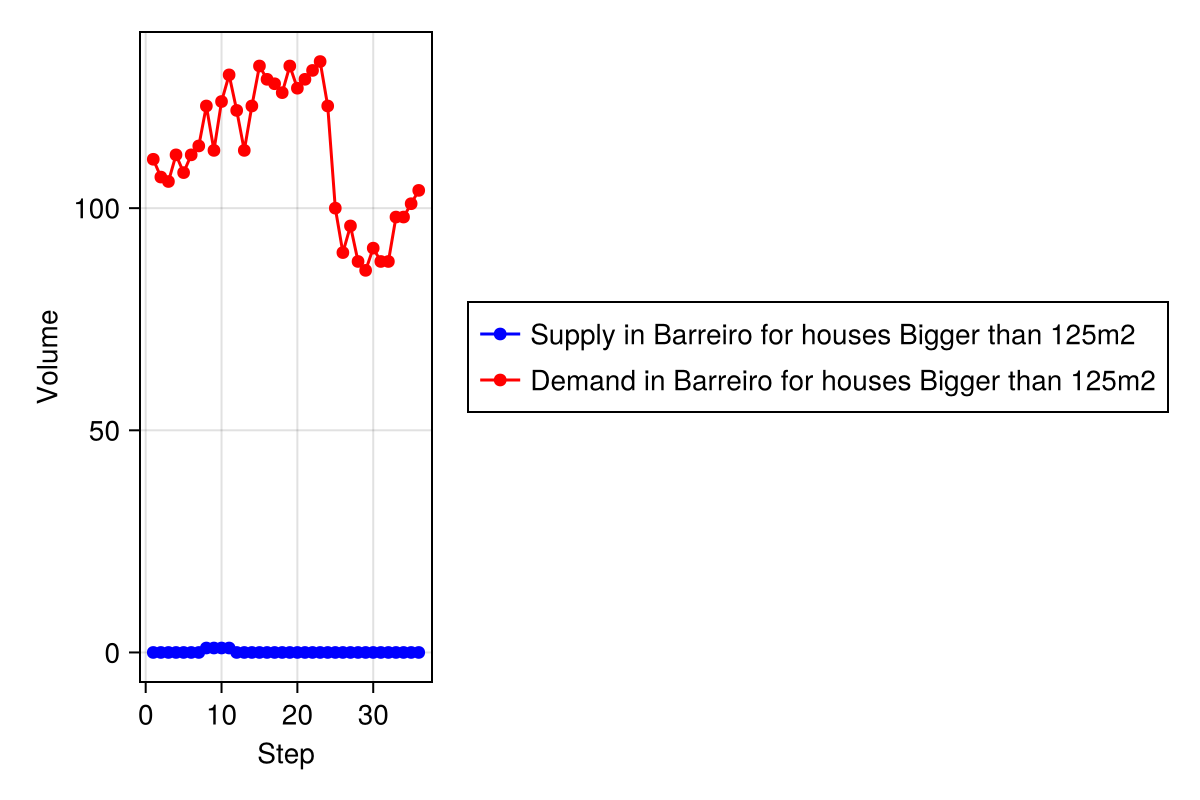 Volume
100
50
0
0 10 20 30
Step
Supply in Barreiro for houses Bigger than 125m2
Demand in Barreiro for houses Bigger than 125m2